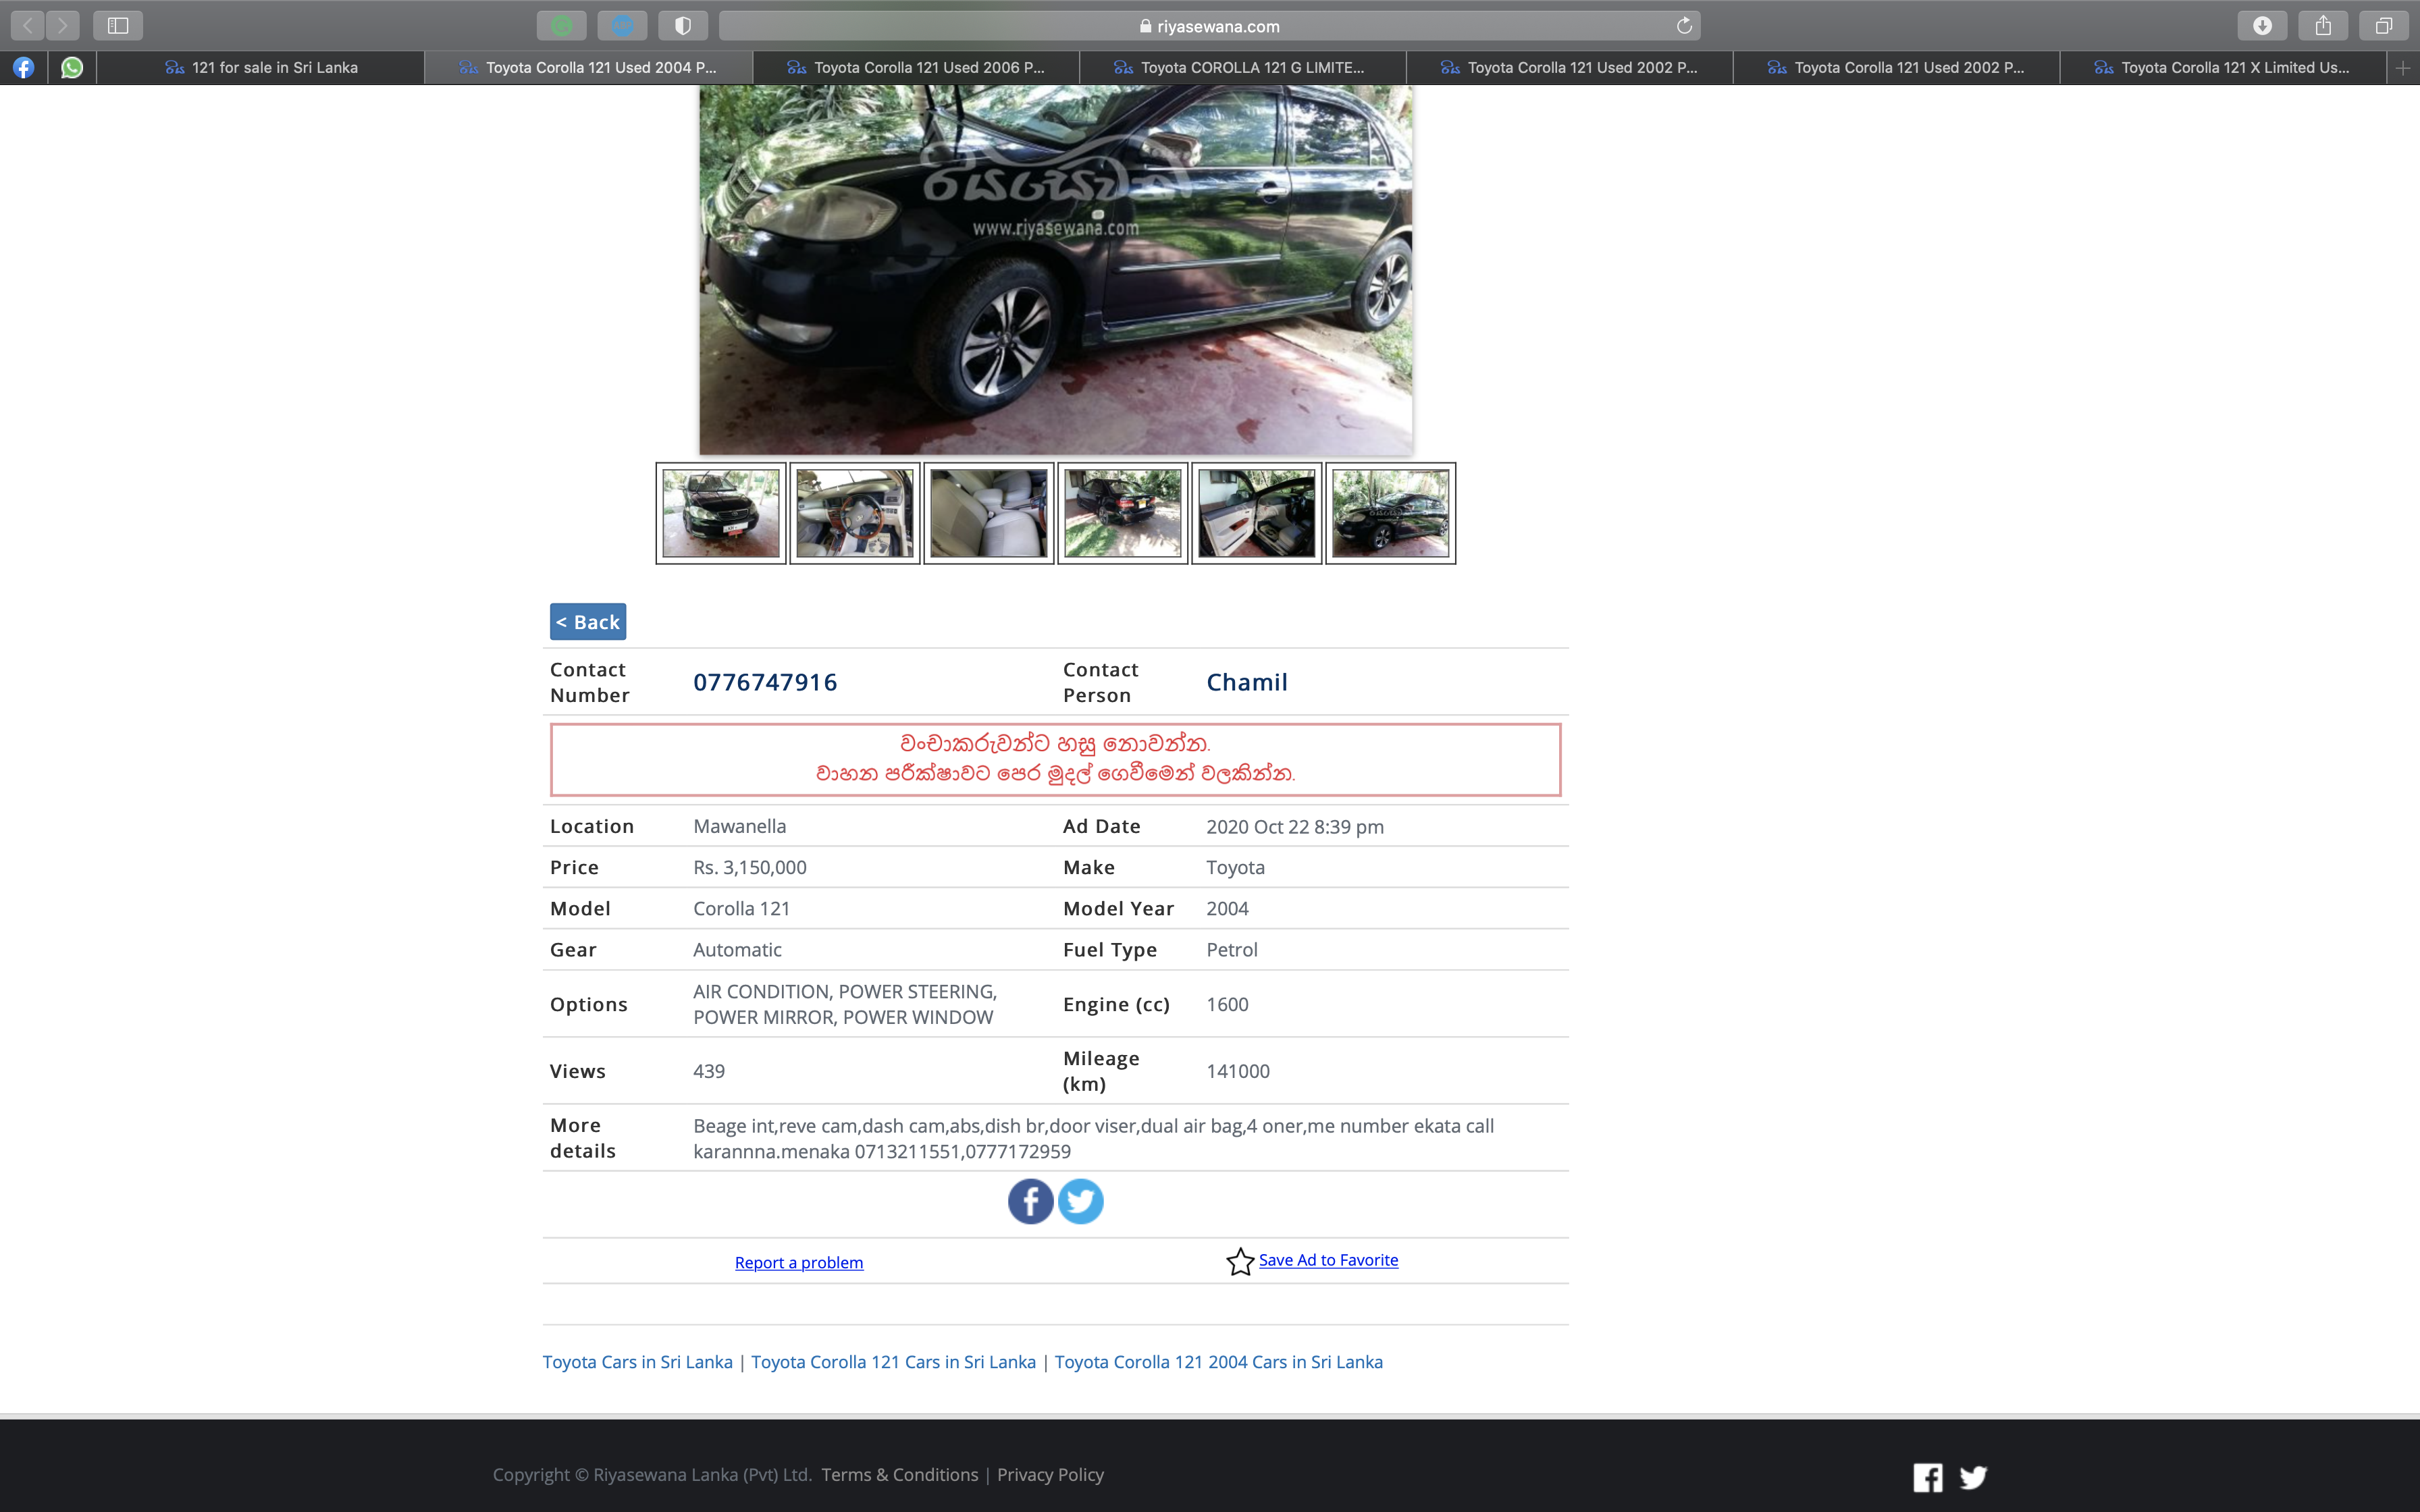 riyasewana.com
121 for sale in Sri Lanka
Toyota Corolla 121 Used 2004 P...
Toyota Corolla 121 Used 2006 P...
Toyota COROLLA 121 G LIMITE...
Toyota Corolla 121 Used 2002 P...
Toyota Corolla 121 Used 2002 P...
Toyota Corolla 121 X Limited Us...
රියසෙවන
www.riyasewana.com
< Back
Contact Number 0776747916 Contact Person Chamil
වංචාකරුවන්ට හසු නොවන්න.
වාහන පරීක්ෂාවට පෙර මුදල් ගෙවීමෙන් වලකින්න.
Location Mawanella Ad Date 2020 Oct 22 8:39 pm
Price Rs. 3,150,000 Make Toyota
Model Corolla 121 Model Year 2004
Gear Automatic Fuel Type Petrol
Options AIR CONDITION, POWER STEERING,
POWER MIRROR, POWER WINDOW Engine (cc) 1600
Views 439 Mileage (km) 141000
More details Beage int,reve cam,dash cam,abs,dish br,door viser,dual air bag,4 oner,me number ekata call
karannna.menaka 0713211551,0777172959
Report a problem Save Ad to Favorite
Toyota Cars in Sri Lanka | Toyota Corolla 121 Cars in Sri Lanka | Toyota Corolla 121 2004 Cars in Sri Lanka
Copyright © Riyasewana Lanka (Pvt) Ltd. Terms & Conditions | Privacy Policy